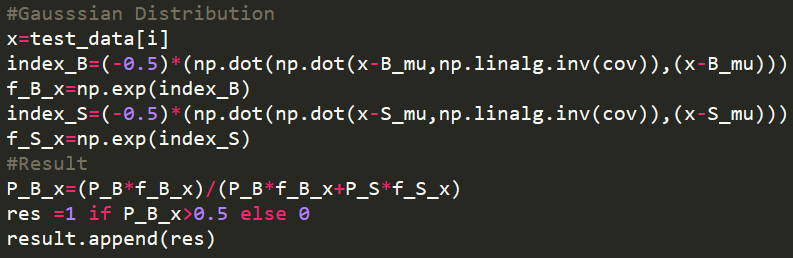 #Gausssian Distribution
x=test_data[i]
index_B=(-0.5)*(np.dot(np.dot(x-B_mu,np.linalg.inv(cov)),(x-B_mu)))
f_B_x=np.exp(index_B)
index_S=(-0.5)*(np.dot(np.dot(x-S_mu,np.linalg.inv(cov)),(x-S_mu)))
f_S_x=np.exp(index_S)
#Result
P_B_x=(P_B*f_B_x)/(P_B*f_B_x+P_S*f_S_x)
res =1 if P_B_x>0.5 else 0
result.append(res)